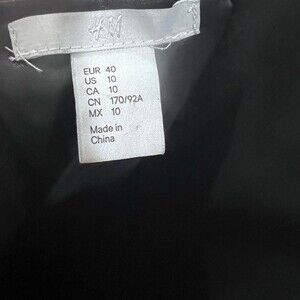 H&M
EUR 40
US 10
CA 10
CN 170/92A
MX 10
Made in
China